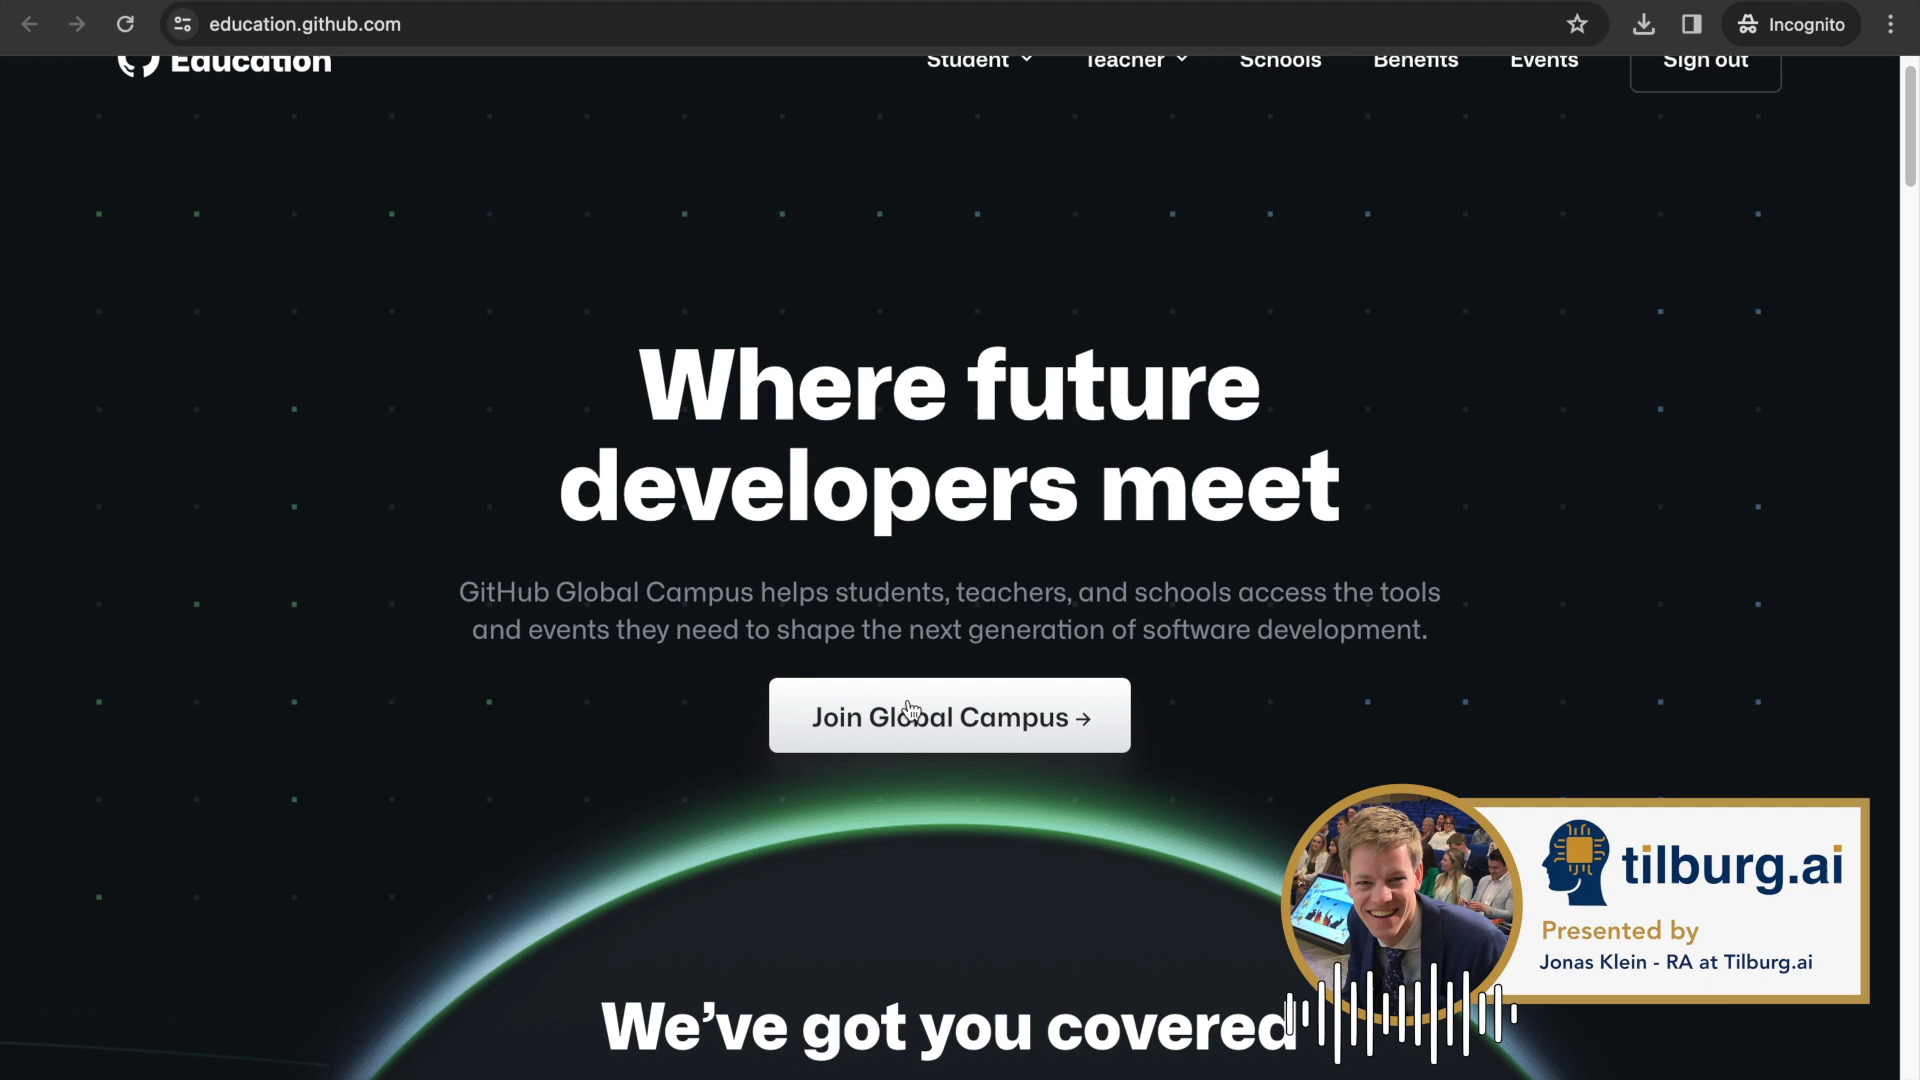 education.github.com
Incognito
Education
Student
Teacher
Schools
Benefits
Events
Sign out
Where future
developers meet
GitHub Global Campus helps students, teachers, and schools access the tools
and events they need to shape the next generation of software development.
Join Global Campus →
We’ve got you covered
tilburg.ai
Presented by
Jonas Klein - RA at Tilburg.ai